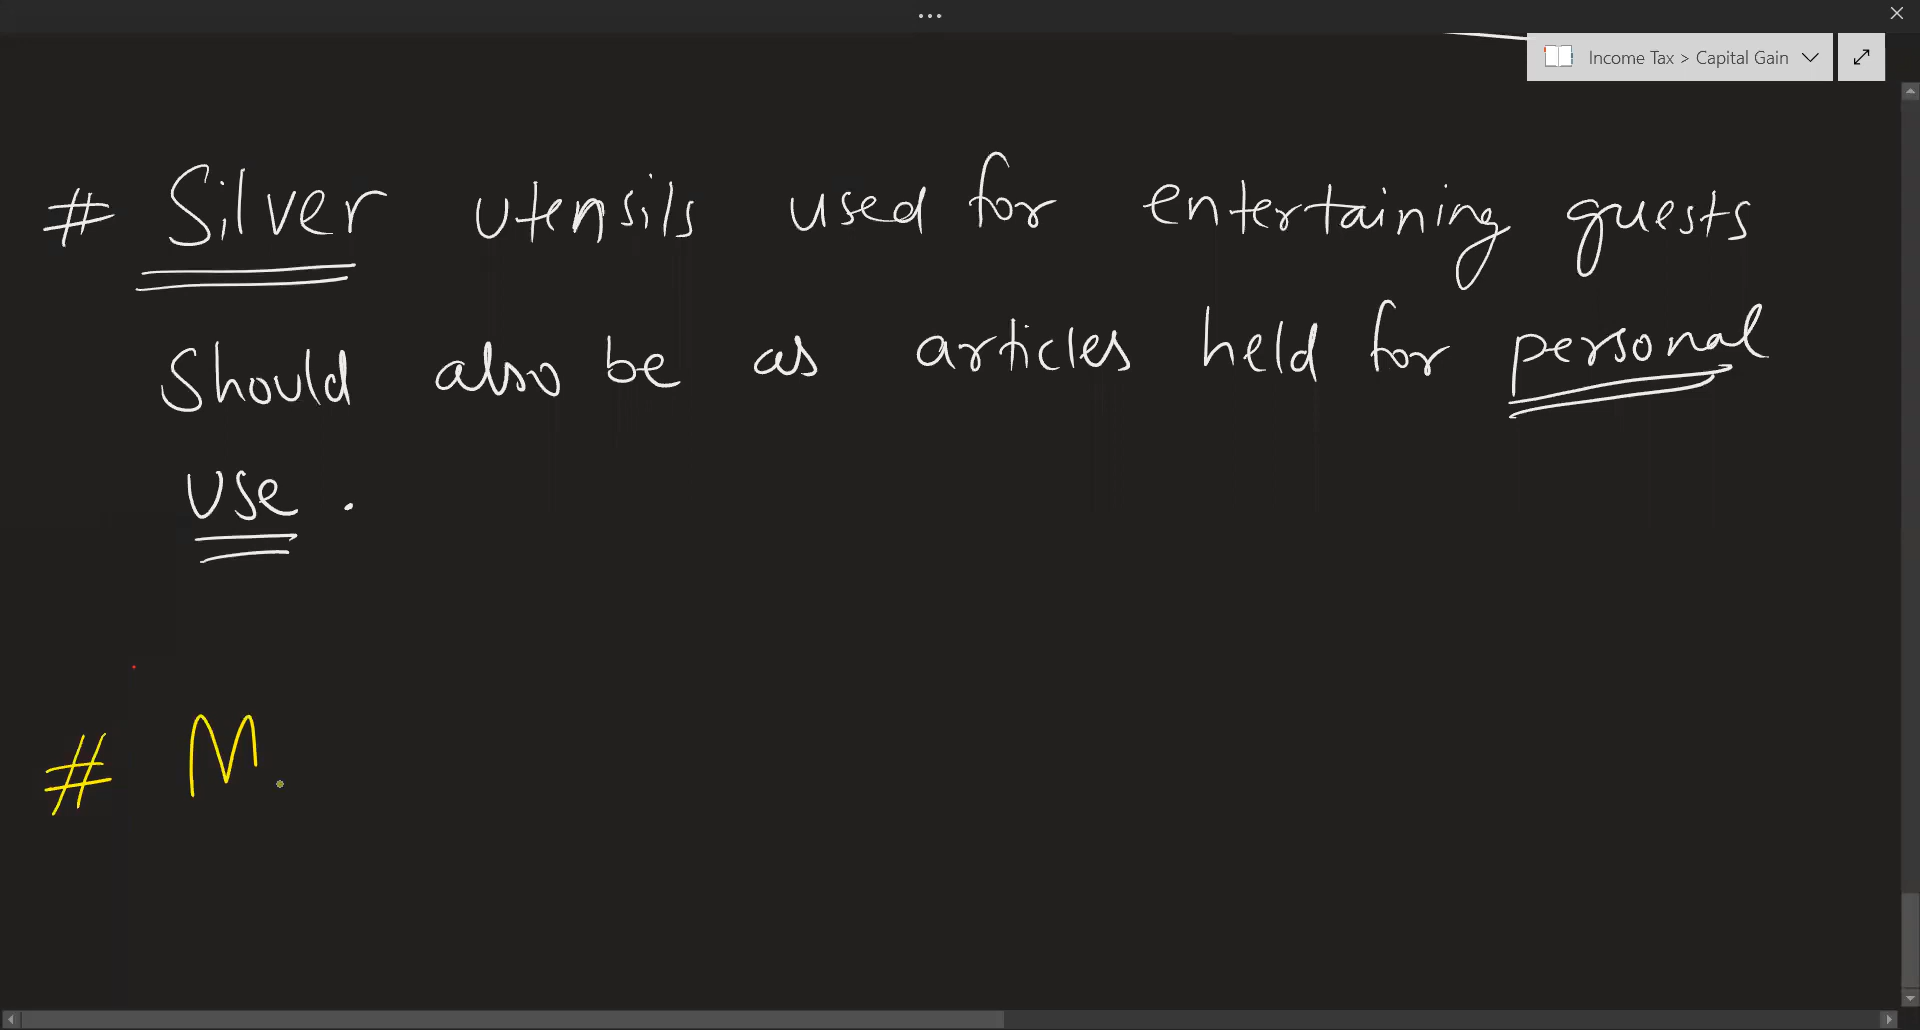 Income Tax > Capital Gain
# Silver utensils used for entertaining guests
Should also be as articles held for personal
use.
# M